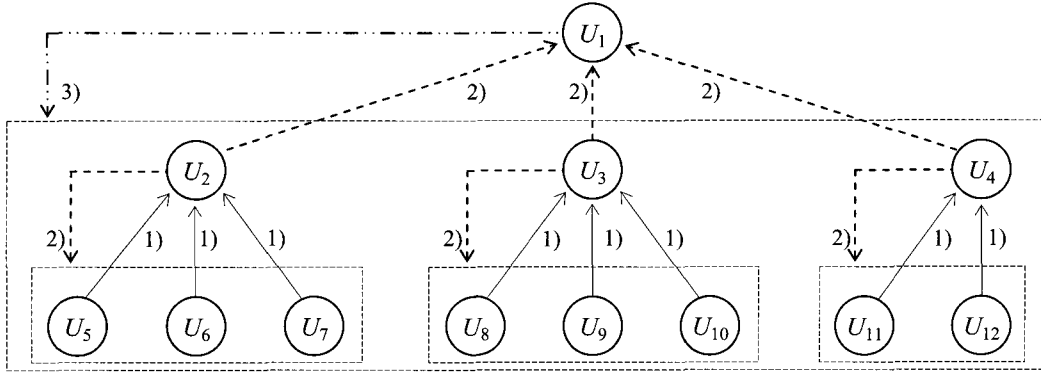 U1
3)
2) 2) 2)
U2 U3 U4
2) 1) 1) 1) 2) 1) 1) 1) 2) 1) 1)
U5 U6 U7 U8 U9 U10 U11 U12